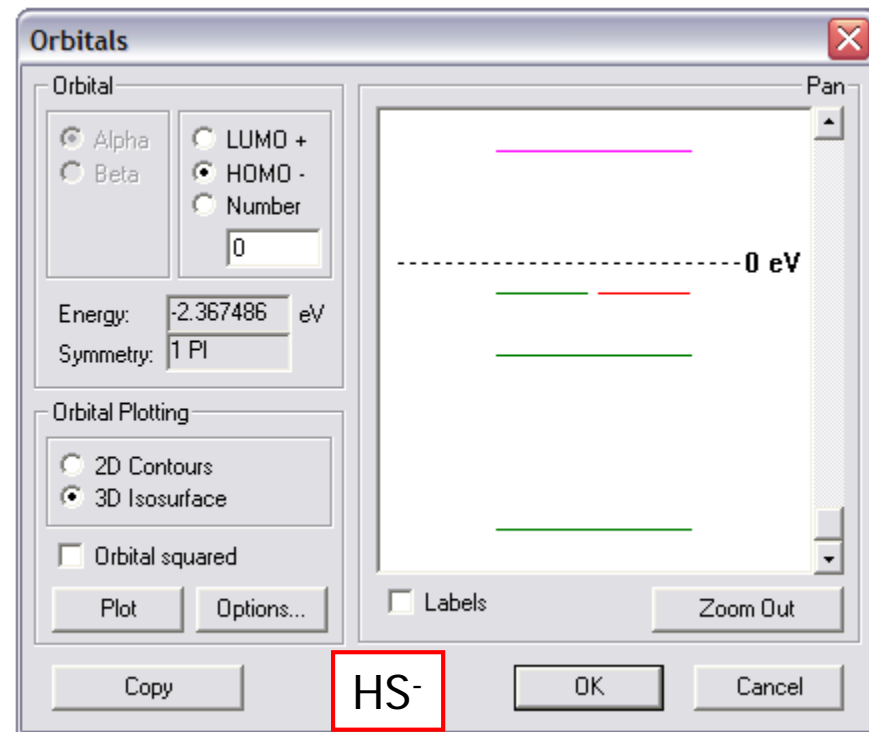 Orbitals
Orbital
Alpha
Beta
LUMO +
HOMO -
Number
0
Energy: -2.367486 eV
Symmetry: 1 PI
Orbital Plotting
2D Contours
3D Isosurface
Orbital squared
Plot Options...
Pan
0 eV
Labels Zoom Out
Copy HS⁻ OK Cancel